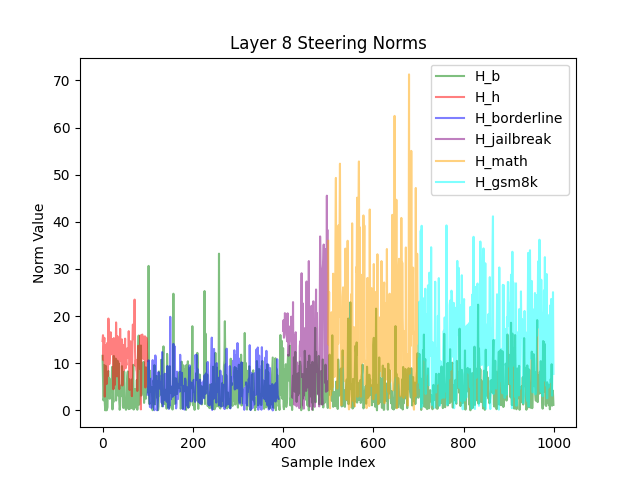 Layer 8 Steering Norms
H_b
H_h
H_borderline
H_jailbreak
H_math
H_gsm8k
Norm Value
70
60
50
40
30
20
10
0
0 200 400 600 800 1000
Sample Index